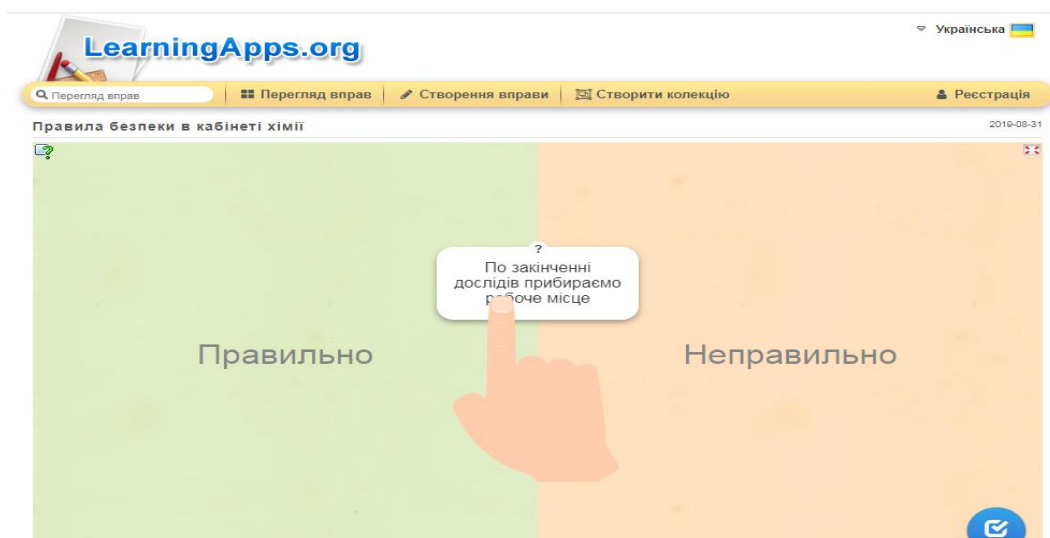 LearningApps.org
Українська
Перегляд вправ
Перегляд вправ
Створення вправи
Створити колекцію
Реєстрація
Правила безпеки в кабінеті хімії
2019-08-31
?
По закінченні
дослідів прибираємо
робоче місце
Правильно
Неправильно